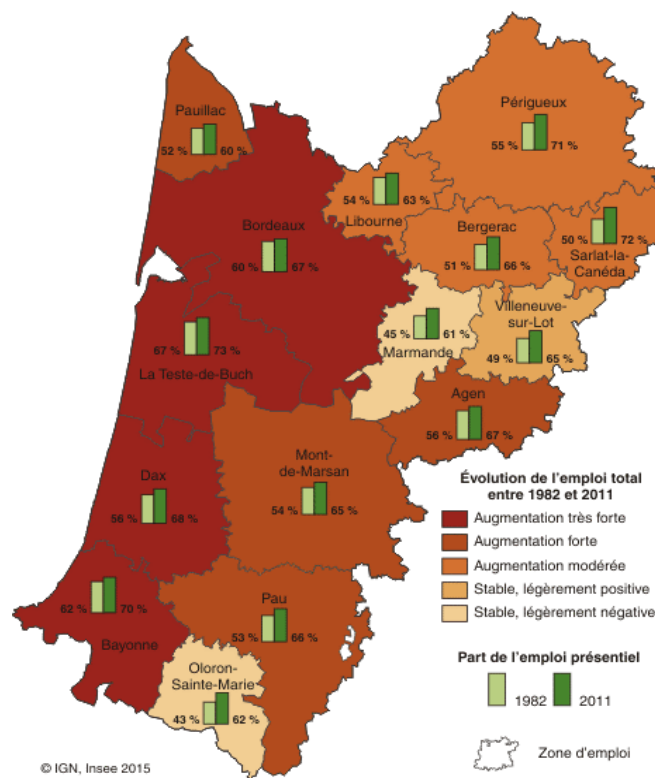 Pauillac
52 % 60 %
Périgueux
55 % 71 %
54 % 63 %
Libourne
Bordeaux
60 % 67 %
Bergerac
51 % 66 %
50 % 72 %
Sarlat-la-
Canéda
67 % 73 %
La Teste-de-Buch
45 % 61 %
Marmande
Villeneuve-
sur-Lot
49 % 65 %
Agen
56 % 67 %
Mont-
de-Marsan
54 % 65 %
Dax
56 % 68 %
62 % 70 %
Bayonne
Pau
53 % 66 %
Oloron-
Sainte-Marie
43 % 62 %
Évolution de l'emploi total
entre 1982 et 2011
Augmentation très forte
Augmentation forte
Augmentation modérée
Stable, légèrement positive
Stable, légèrement négative
Part de l'emploi présentiel
1982 2011
Zone d'emploi
© IGN, Insee 2015